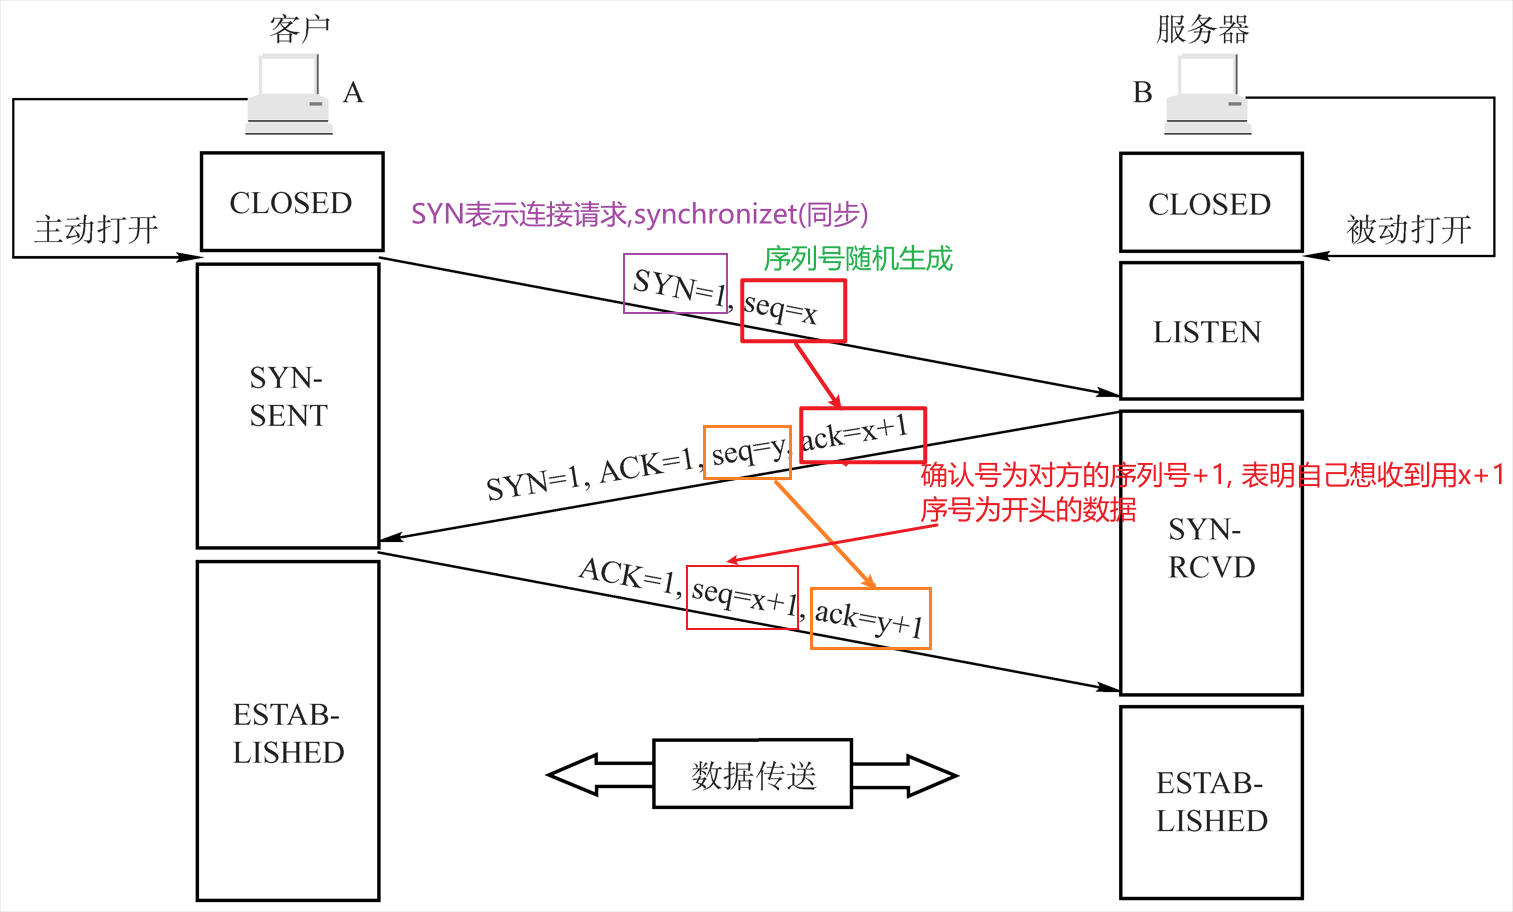 客户
服务器
A
B
CLOSED
CLOSED
主动打开
被动打开
SYN表示连接请求,synchronizet(同步)
序列号随机生成
SYN=1, seq=x
LISTEN
SYN-
SENT
SYN=1, ACK=1, seq=y, ack=x+1
确认号为对方的序列号+1, 表明自己想收到用x+1
序号为开头的数据
SYN-
RCVD
ACK=1, seq=x+1, ack=y+1
ESTAB-
LISHED
数据传送
ESTAB-
LISHED